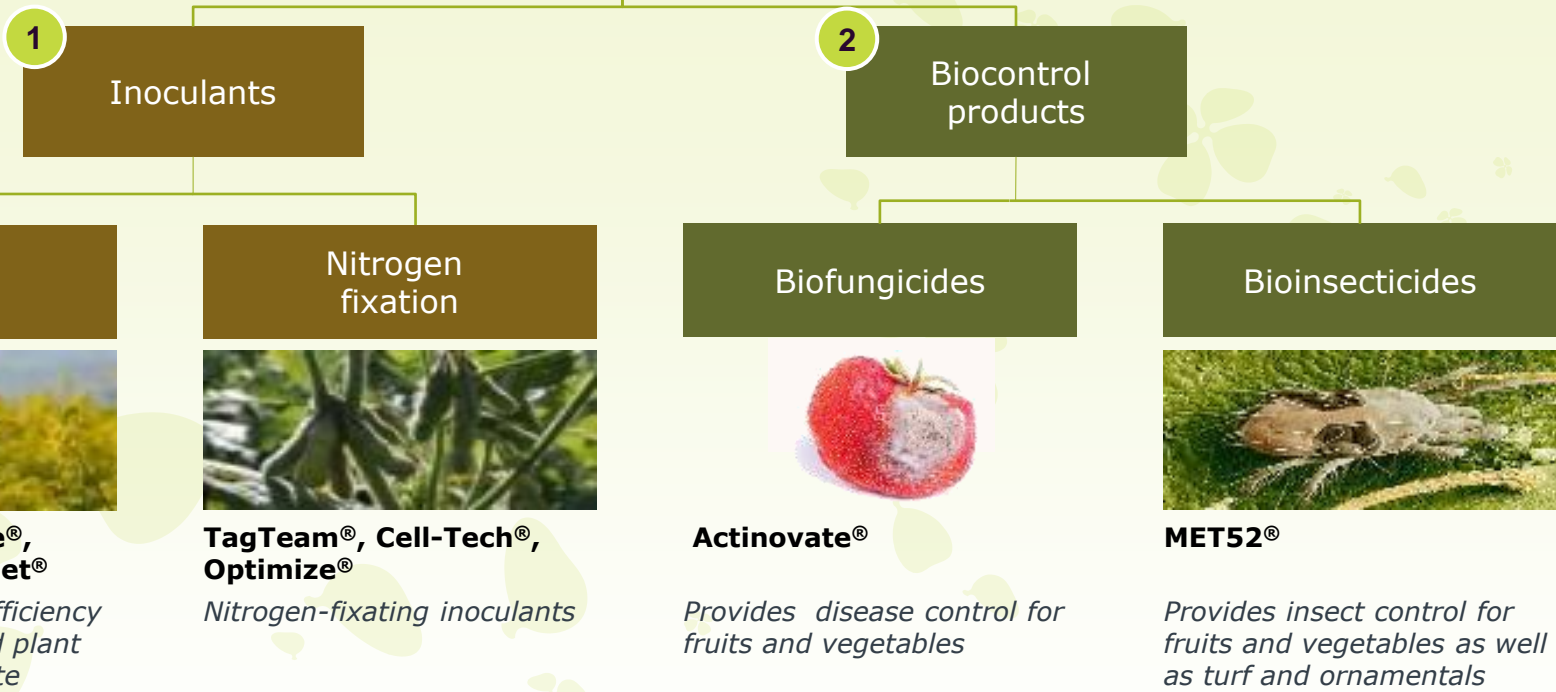 1
Inoculants
2
Biocontrol
products
Nitrogen
fixation
Biofungicides
Bioinsecticides
TagTeam®, Cell-Tech®,
Optimize®
Nitrogen-fixating inoculants
Actinovate®
Provides disease control for
fruits and vegetables
MET52®
Provides insect control for
fruits and vegetables as well
as turf and ornamentals
plant